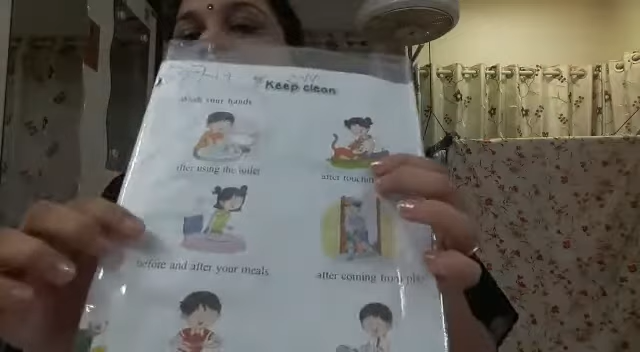 Keep clean
Wash your hands
after using the toilet
after touching
before and after your meals
after coming from